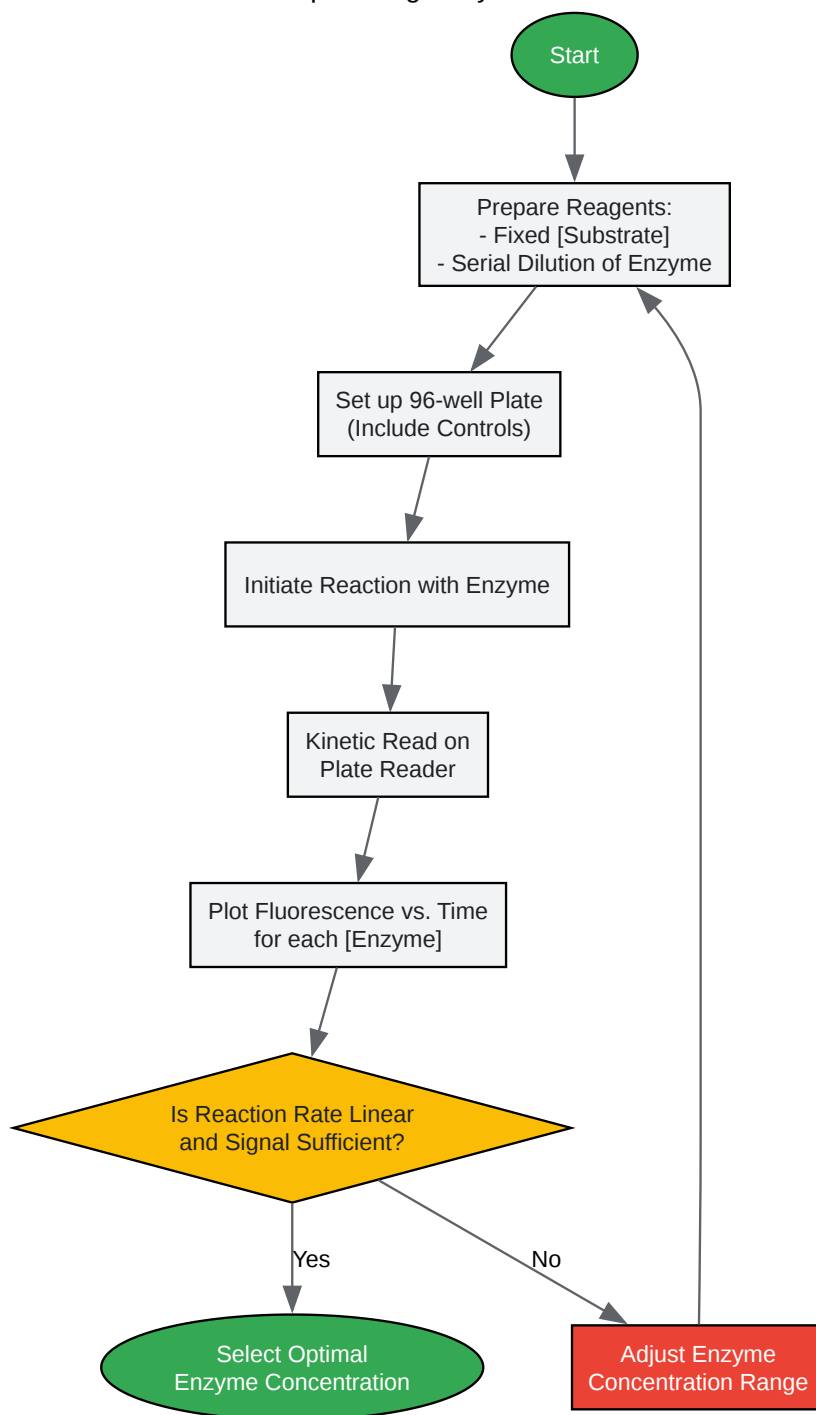 Start
Prepare Reagents:
- Fixed [Substrate]
- Serial Dilution of Enzyme
Set up 96-well Plate
(Include Controls)
Initiate Reaction with Enzyme
Kinetic Read on
Plate Reader
Plot Fluorescence vs. Time
for each [Enzyme]
Is Reaction Rate Linear
and Signal Sufficient?
Yes
No
Select Optimal
Enzyme Concentration
Adjust Enzyme
Concentration Range